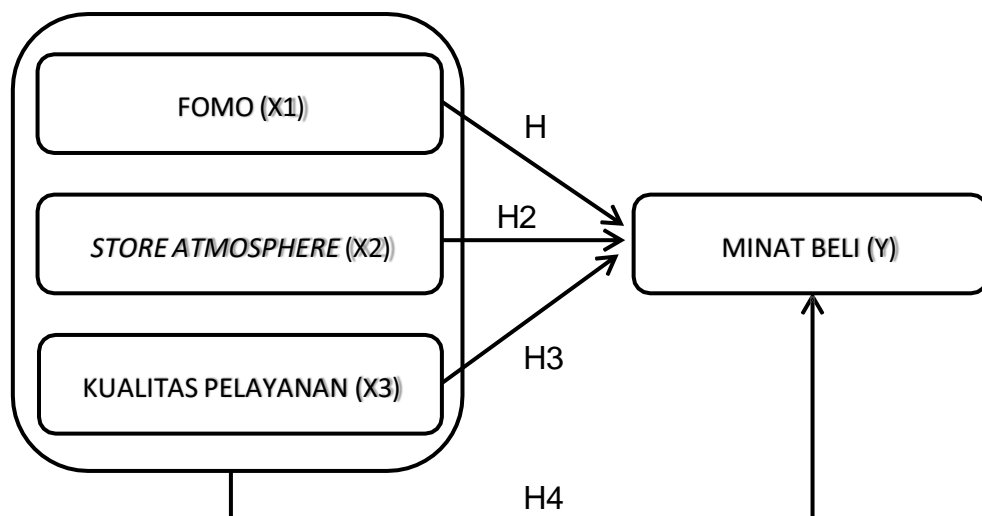 FOMO (X1)
H
STORE ATMOSPHERE (X2)
H2
MINAT BELI (Y)
H3
KUALITAS PELAYANAN (X3)
H4